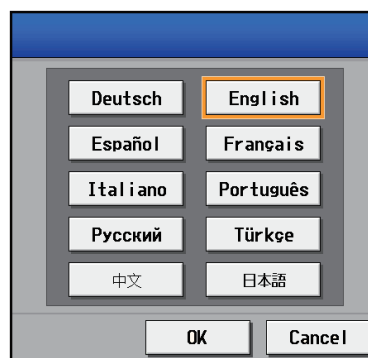 Deutsch English
Español Français
Italiano Português
Русский Türkçe
中文 日本語
OK Cancel